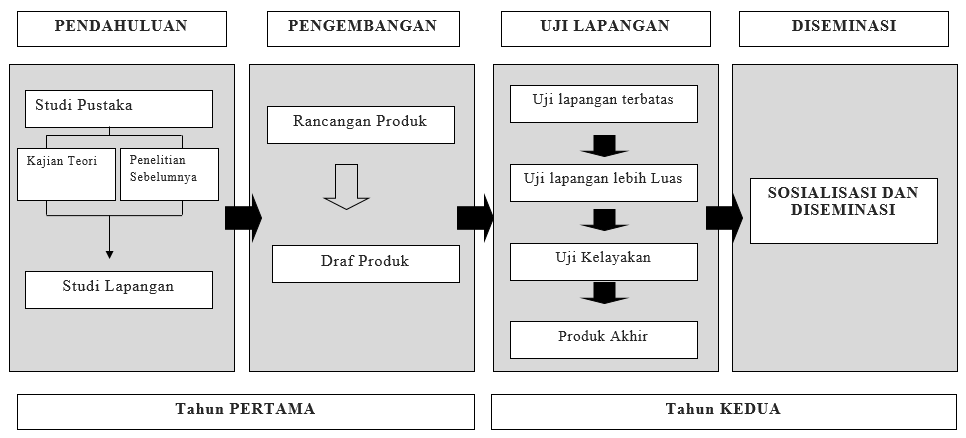 PENDAHULUAN
PENGEMBANGAN
UJI LAPANGAN
DISEMINASI
Studi Pustaka
Kajian Teori
Penelitian
Sebelumnya
Studi Lapangan
Rancangan Produk
Draf Produk
Uji lapangan terbatas
Uji lapangan lebih Luas
Uji Kelayakan
Produk Akhir
SOSIALISASI DAN
DISEMINASI
Tahun PERTAMA
Tahun KEDUA